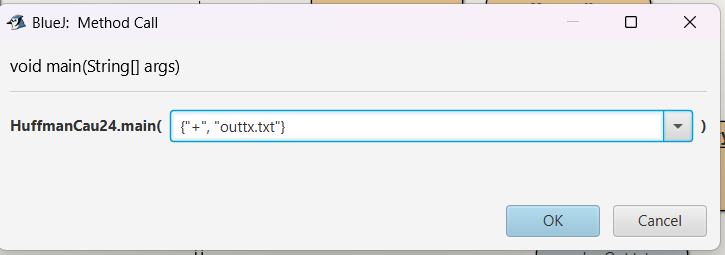 BlueJ: Method Call
void main(String[] args)
HuffmanCau24.main( {"+", "outtx.txt"} )
OK Cancel